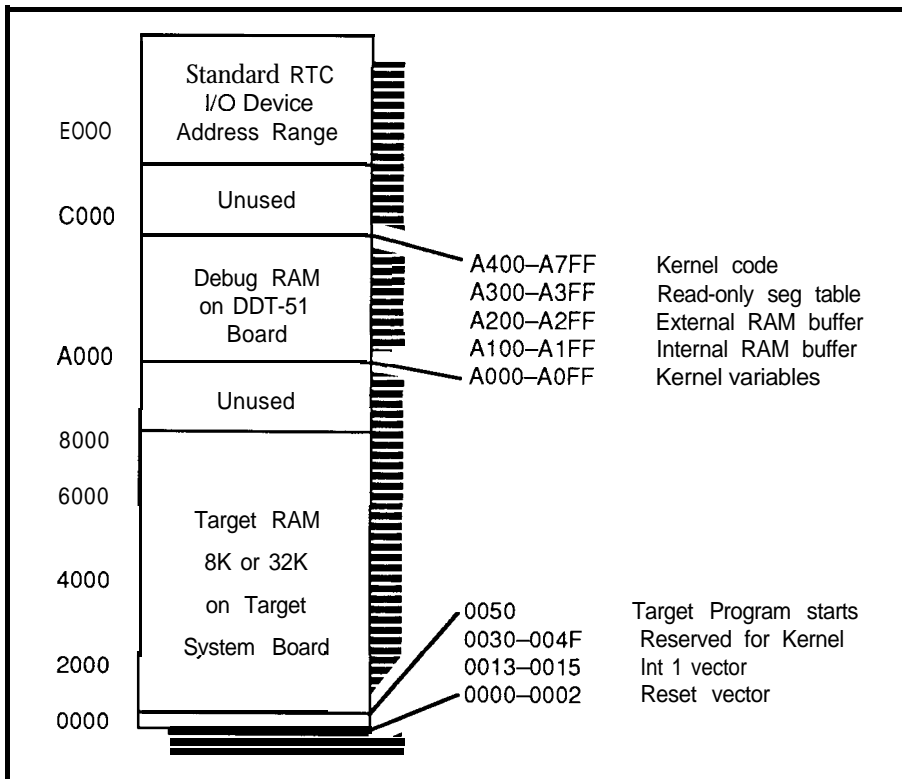 Standard RTC
I/O Device
Address Range
E000
Unused
C000
Debug RAM
on DDT-51
Board
A000
A400–A7FF Kernel code
A300–A3FF Read-only seg table
A200–A2FF External RAM buffer
A100–A1FF Internal RAM buffer
A000–A0FF Kernel variables
Unused
8000
6000
Target RAM
8K or 32K
on Target
System Board
4000
2000
0000
0050 Target Program starts
0030–004F Reserved for Kernel
0013–0015 Int 1 vector
0000–0002 Reset vector